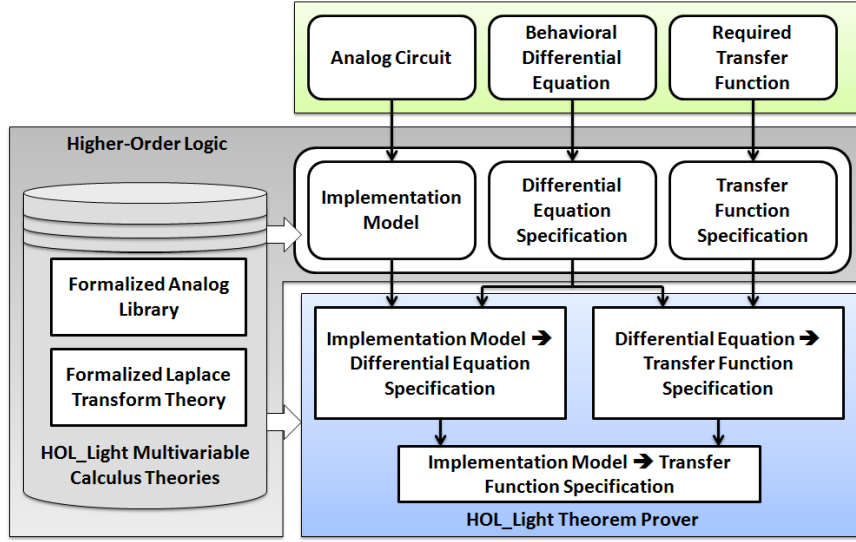 Analog Circuit
Behavioral
Differential
Equation
Required
Transfer
Function
Higher-Order Logic
Implementation
Model
Differential
Equation
Specification
Transfer
Function
Specification
Formalized Analog
Library
Formalized Laplace
Transform Theory
HOL_Light Multivariable
Calculus Theories
Implementation Model ➔
Differential Equation
Specification
Differential Equation ➔
Transfer Function
Specification
Implementation Model ➔ Transfer
Function Specification
HOL_Light Theorem Prover